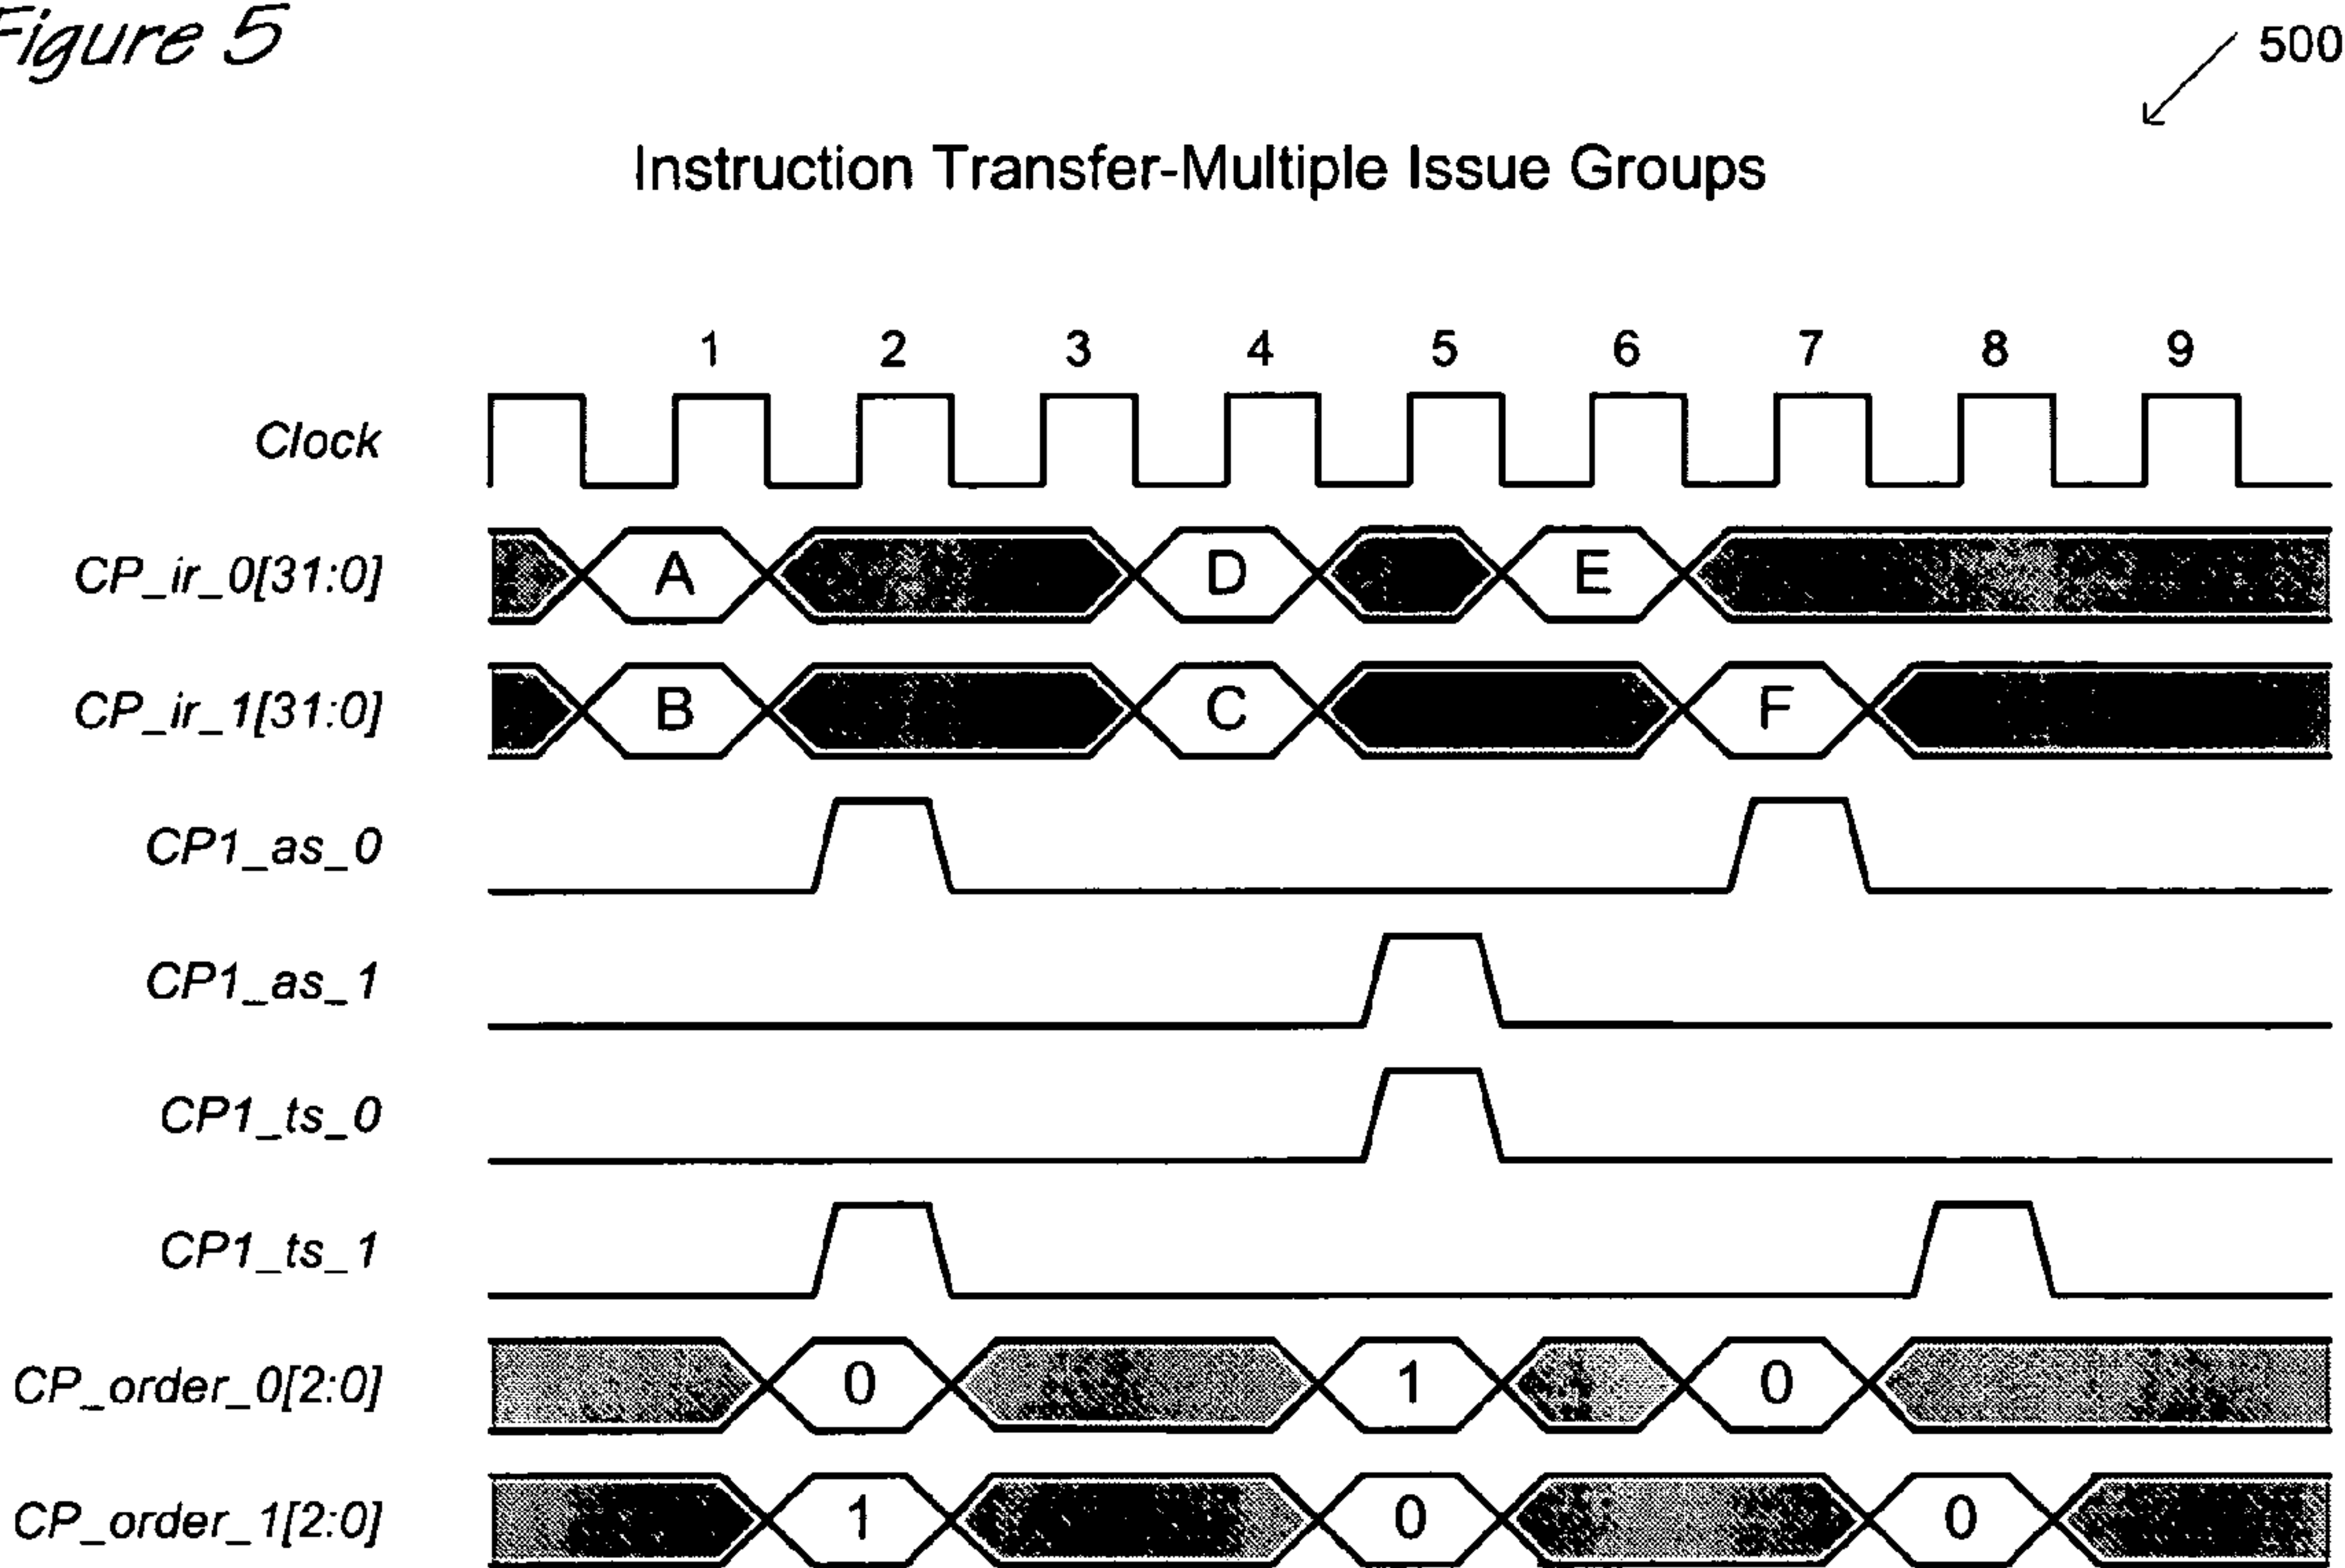 Figure 5
500
Instruction Transfer-Multiple Issue Groups
1 2 3 4 5 6 7 8 9
Clock
CP_ir_0[31:0] A D E
CP_ir_1[31:0] B C F
CP1_as_0
CP1_as_1
CP1_ts_0
CP1_ts_1
CP_order_0[2:0] 0 1 0
CP_order_1[2:0] 1 0 0